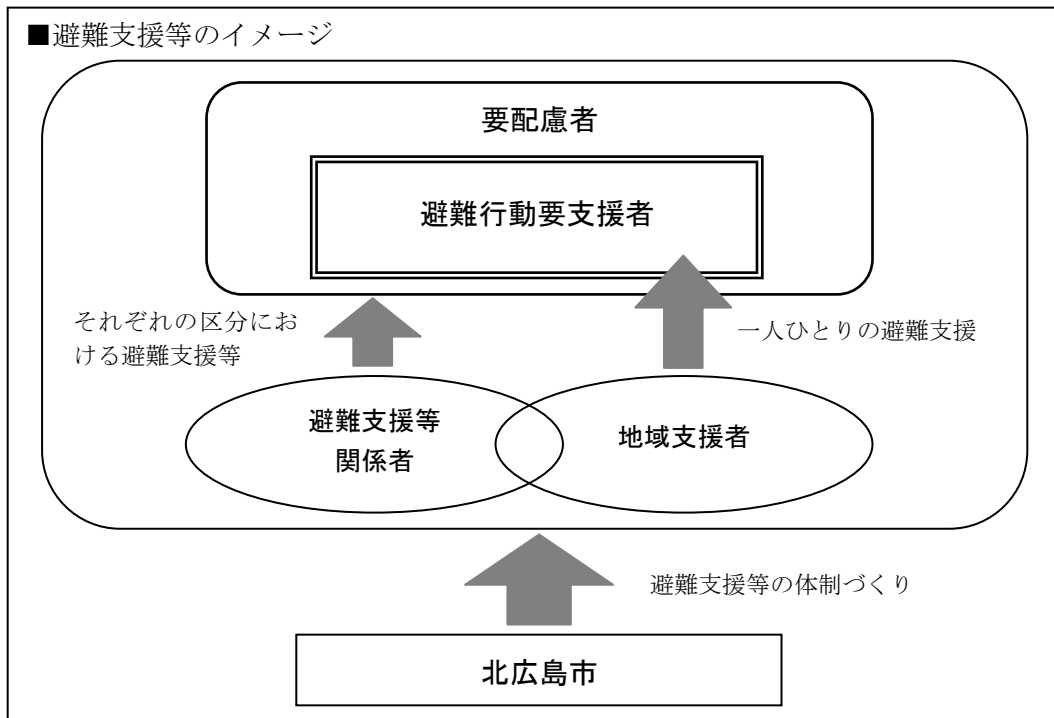 ■避難支援等のイメージ
要配慮者
避難行動要支援者
それぞれの区分にお
ける避難支援等
一人ひとりの避難支援
避難支援等
関係者
地域支援者
避難支援等の体制づくり
北広島市